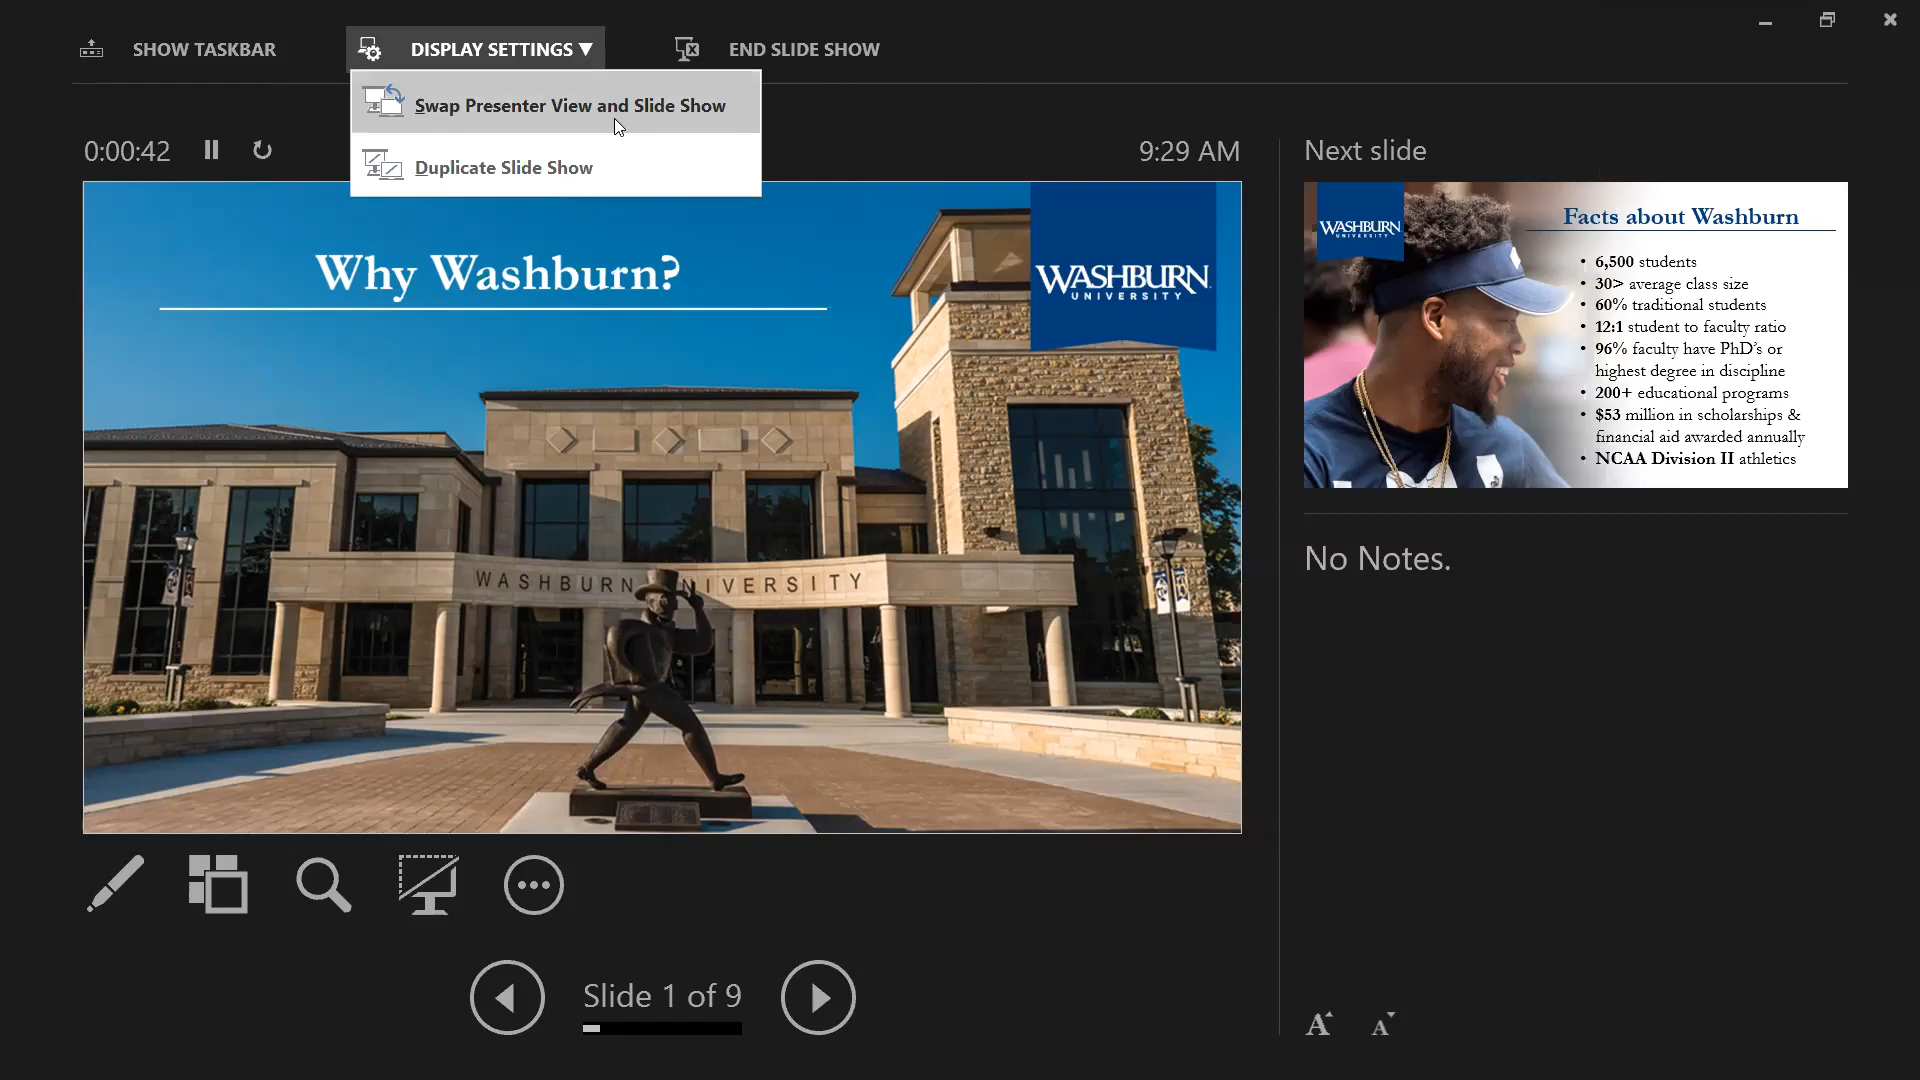 SHOW TASKBAR
DISPLAY SETTINGS ▼
END SLIDE SHOW
Swap Presenter View and Slide Show
Duplicate Slide Show
0:00:42
9:29 AM
Why Washburn?
WASHBURN
UNIVERSITY
WASHBURN UNIVERSITY
Next slide
WASHBURN
UNIVERSITY
Facts about Washburn
• 6,500 students
• 30> average class size
• 60% traditional students
• 12:1 student to faculty ratio
• 96% faculty have PhD's or
highest degree in discipline
• 200+ educational programs
• $53 million in scholarships &
financial aid awarded annually
• NCAA Division II athletics
No Notes.
Slide 1 of 9
A A